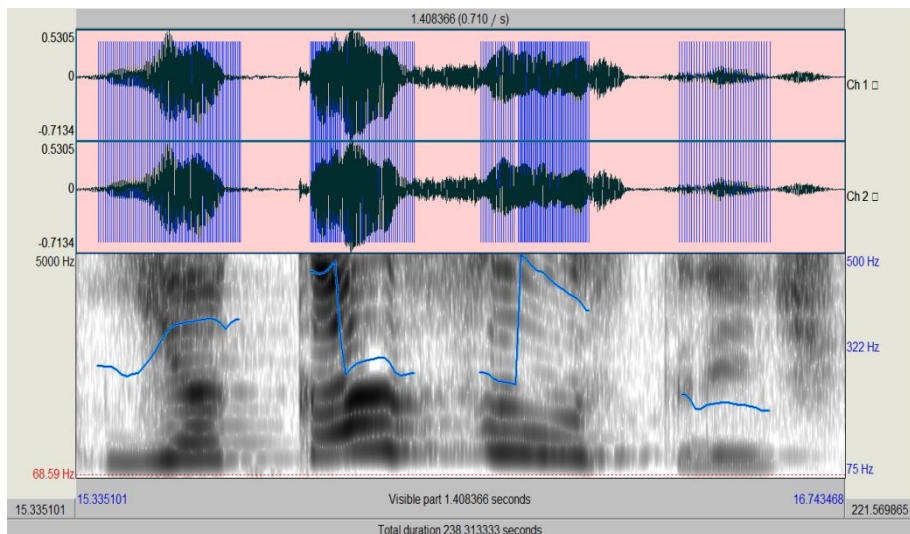 1.408366 (0.710 / s)
0.5305
0
-0.7134
Ch 1
0.5305
0
-0.7134
Ch 2
5000 Hz
500 Hz
322 Hz
68.59 Hz
75 Hz
15.335101 Visible part 1.408366 seconds 16.743468
15.335101 221.569865
Total duration 238.313333 seconds